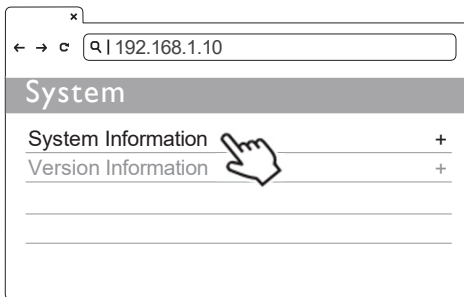 192.168.1.10
System
System Information +
Version Information +